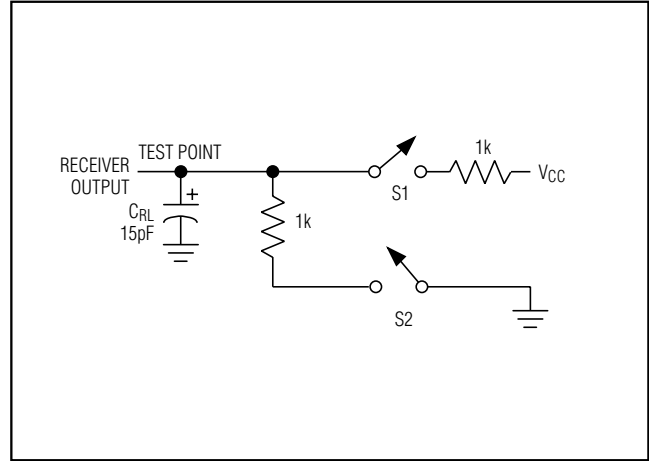 RECEIVER
OUTPUT
TEST POINT
+
CRL
15pF
1k
S1
1k
VCC
S2